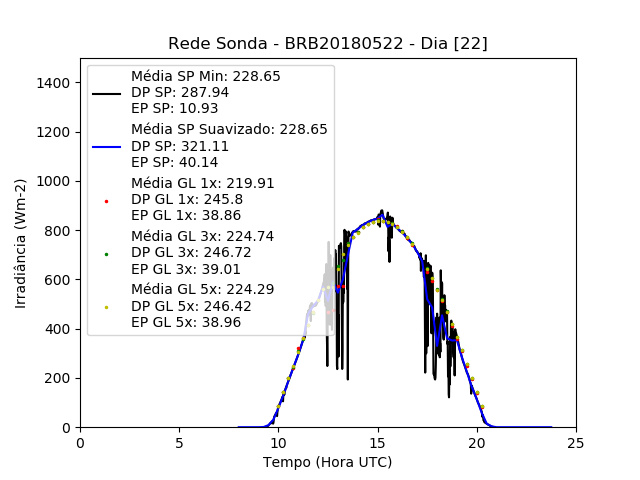 Rede Sonda - BRB20180522 - Dia [22]
Média SP Min: 228.65
DP SP: 287.94
EP SP: 10.93
Média SP Suavizado: 228.65
DP SP: 321.11
EP SP: 40.14
Média GL 1x: 219.91
DP GL 1x: 245.8
EP GL 1x: 38.86
Média GL 3x: 224.74
DP GL 3x: 246.72
EP GL 3x: 39.01
Média GL 5x: 224.29
DP GL 5x: 246.42
EP GL 5x: 38.96
Irradiância (Wm-2)
1400
1200
1000
800
600
400
200
0
0 5 10 15 20 25
Tempo (Hora UTC)